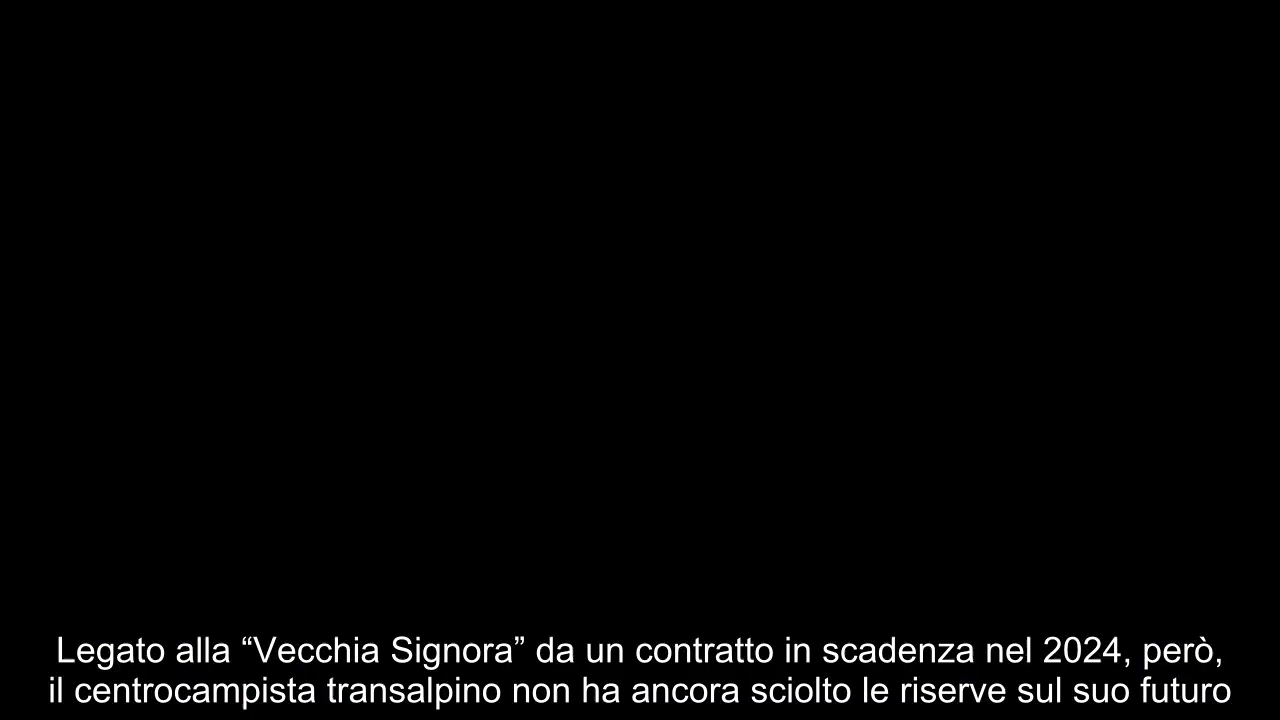 Legato alla “Vecchia Signora” da un contratto in scadenza nel 2024, però,
il centrocampista transalpino non ha ancora sciolto le riserve sul suo futuro